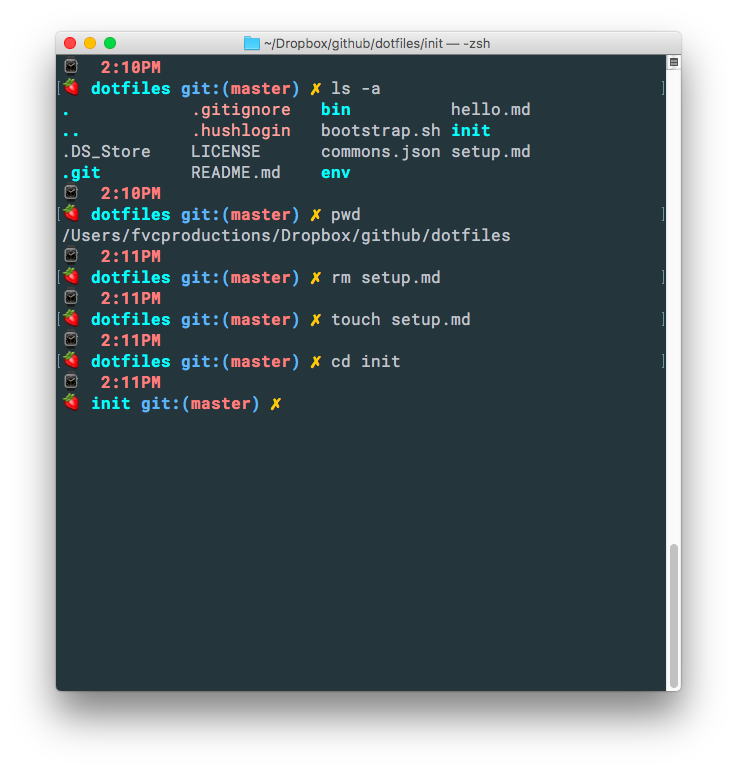 ~/Dropbox/github/dotfiles/init — -zsh
2:10PM
[🍓 dotfiles git:(master) ✗ ls -a ]
. .gitignore bin hello.md
.. .hushlogin bootstrap.sh init
.DS_Store LICENSE commons.json setup.md
.git README.md env
2:10PM
[🍓 dotfiles git:(master) ✗ pwd ]
/Users/fvcproductions/Dropbox/github/dotfiles
2:11PM
[🍓 dotfiles git:(master) ✗ rm setup.md ]
2:11PM
[🍓 dotfiles git:(master) ✗ touch setup.md ]
2:11PM
[🍓 dotfiles git:(master) ✗ cd init ]
2:11PM
🍓 init git:(master) ✗